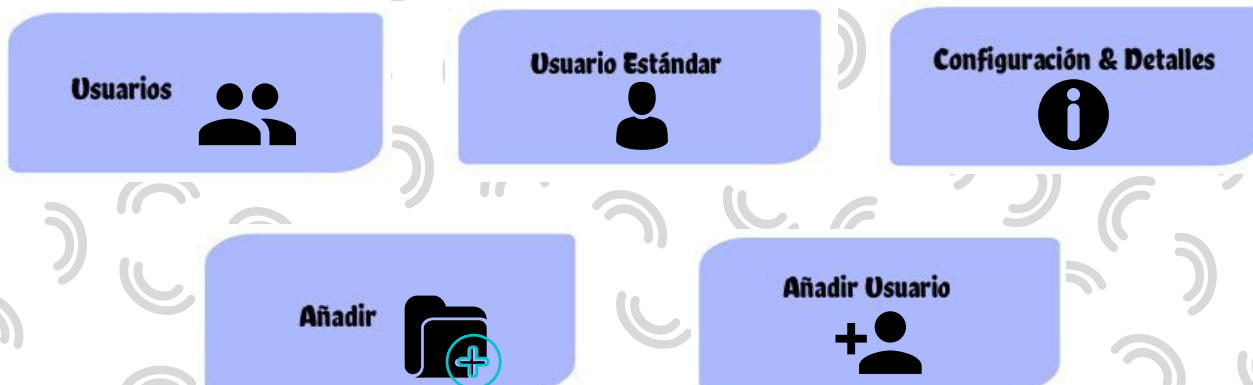 Usuarios
Usuario Estándar
Configuración & Detalles
Añadir
Añadir Usuario